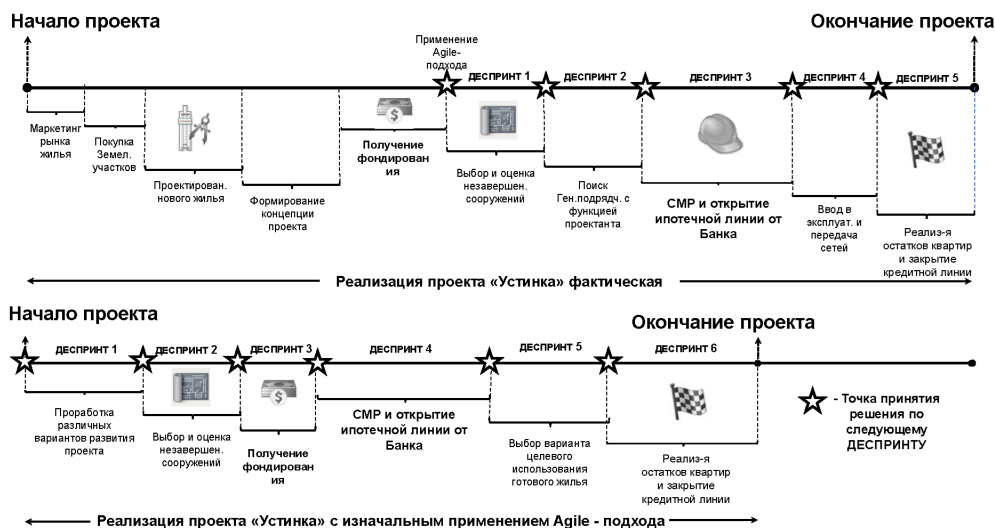 Начало проекта
Окончание проекта
Применение
Agile-
подхода
ДЕСПРИНТ 1
ДЕСПРИНТ 2
ДЕСПРИНТ 3
ДЕСПРИНТ 4
ДЕСПРИНТ 5
Маркетинг
рынка
жилья
Покупка
Земел.
участков
Проектирован.
нового жилья
Формирование
концепции
проекта
Получение
фондирован
ия
Выбор и оценка
незавершен.
сооружений
Поиск
Ген.подрядч. с
функцией
проектанта
СМР и открытие
ипотечной линии от
Банка
Ввод в
эксплуат. и
передача
сетей
Реализ-я
остатков квартир
и закрытие
кредитной линии
Реализация проекта «Устинка» фактическая
Начало проекта
Окончание проекта
ДЕСПРИНТ 1
ДЕСПРИНТ 2
ДЕСПРИНТ 3
ДЕСПРИНТ 4
ДЕСПРИНТ 5
ДЕСПРИНТ 6
Проработка
различных
вариантов развития
проекта
Выбор и оценка
незавершен.
сооружений
Получение
фондирован
ия
СМР и открытие
ипотечной линии от
Банка
Выбор варианта
целевого
использования
готового жилья
Реализ-я
остатков квартир
и закрытие
кредитной линии
- Точка принятия
решения по
следующему
ДЕСПРИНТУ
Реализация проекта «Устинка» с изначальным применением Agile - подхода